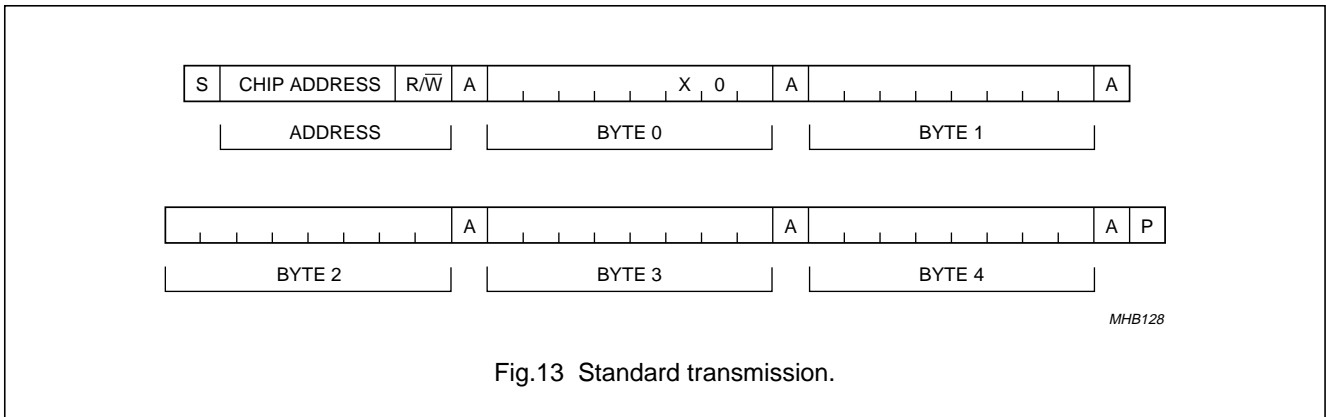 S CHIP ADDRESS R/W̅ A X 0 A A
ADDRESS BYTE 0 BYTE 1
A A A P
BYTE 2 BYTE 3 BYTE 4
MHB128
Fig.13 Standard transmission.